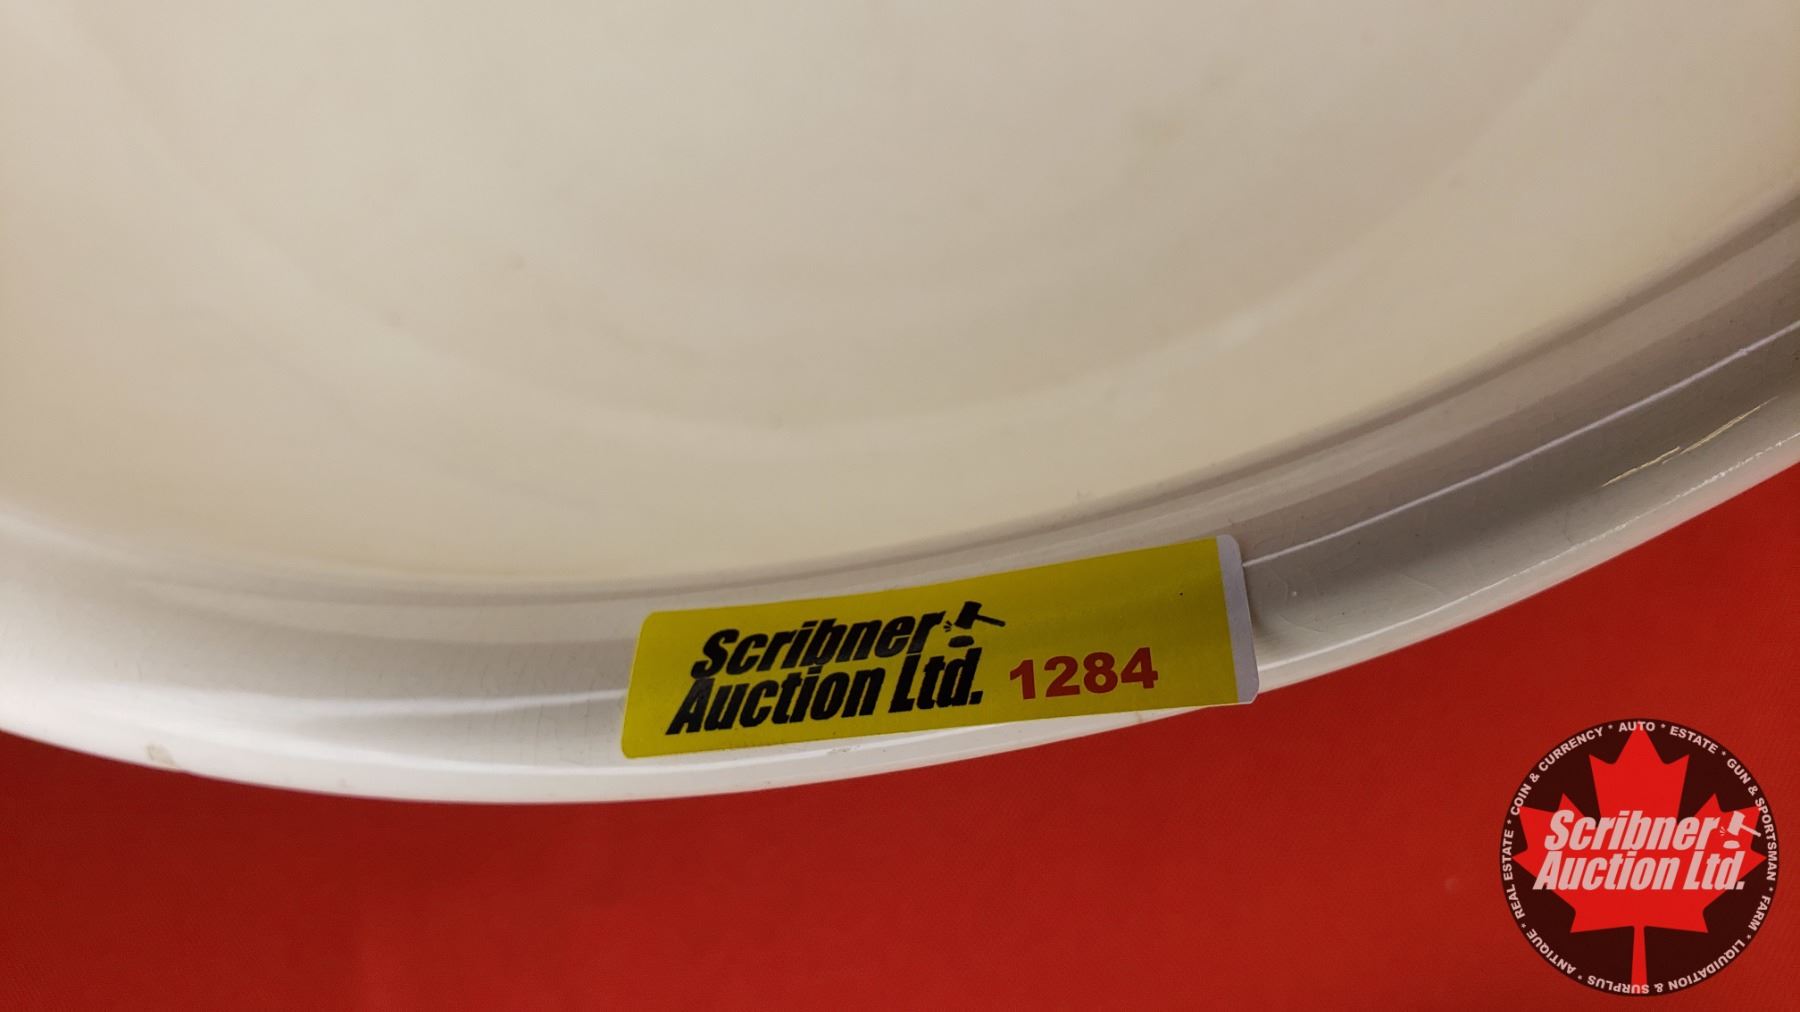 Scribner
Auction Ltd. 1284
* REAL ESTATE * COIN & CURRENCY * AUTO * ESTATE * GUN & SPORTSMAN * FARM * LIQUIDATION & SURPLUS * ANTIQUE
Scribner
Auction Ltd.